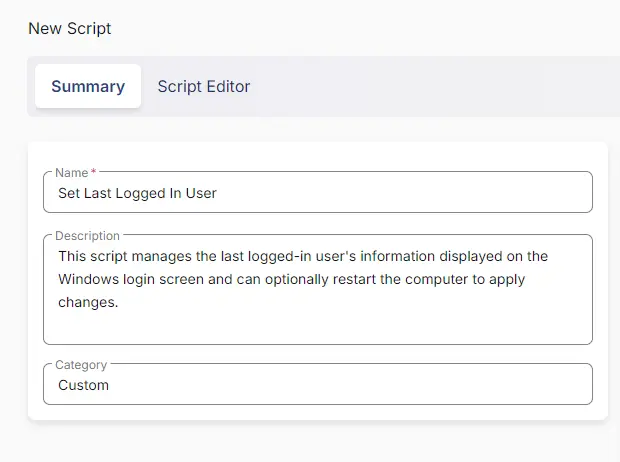 New Script
Summary Script Editor
Name *
Set Last Logged In User
Description
This script manages the last logged-in user's information displayed on the
Windows login screen and can optionally restart the computer to apply
changes.
Category
Custom